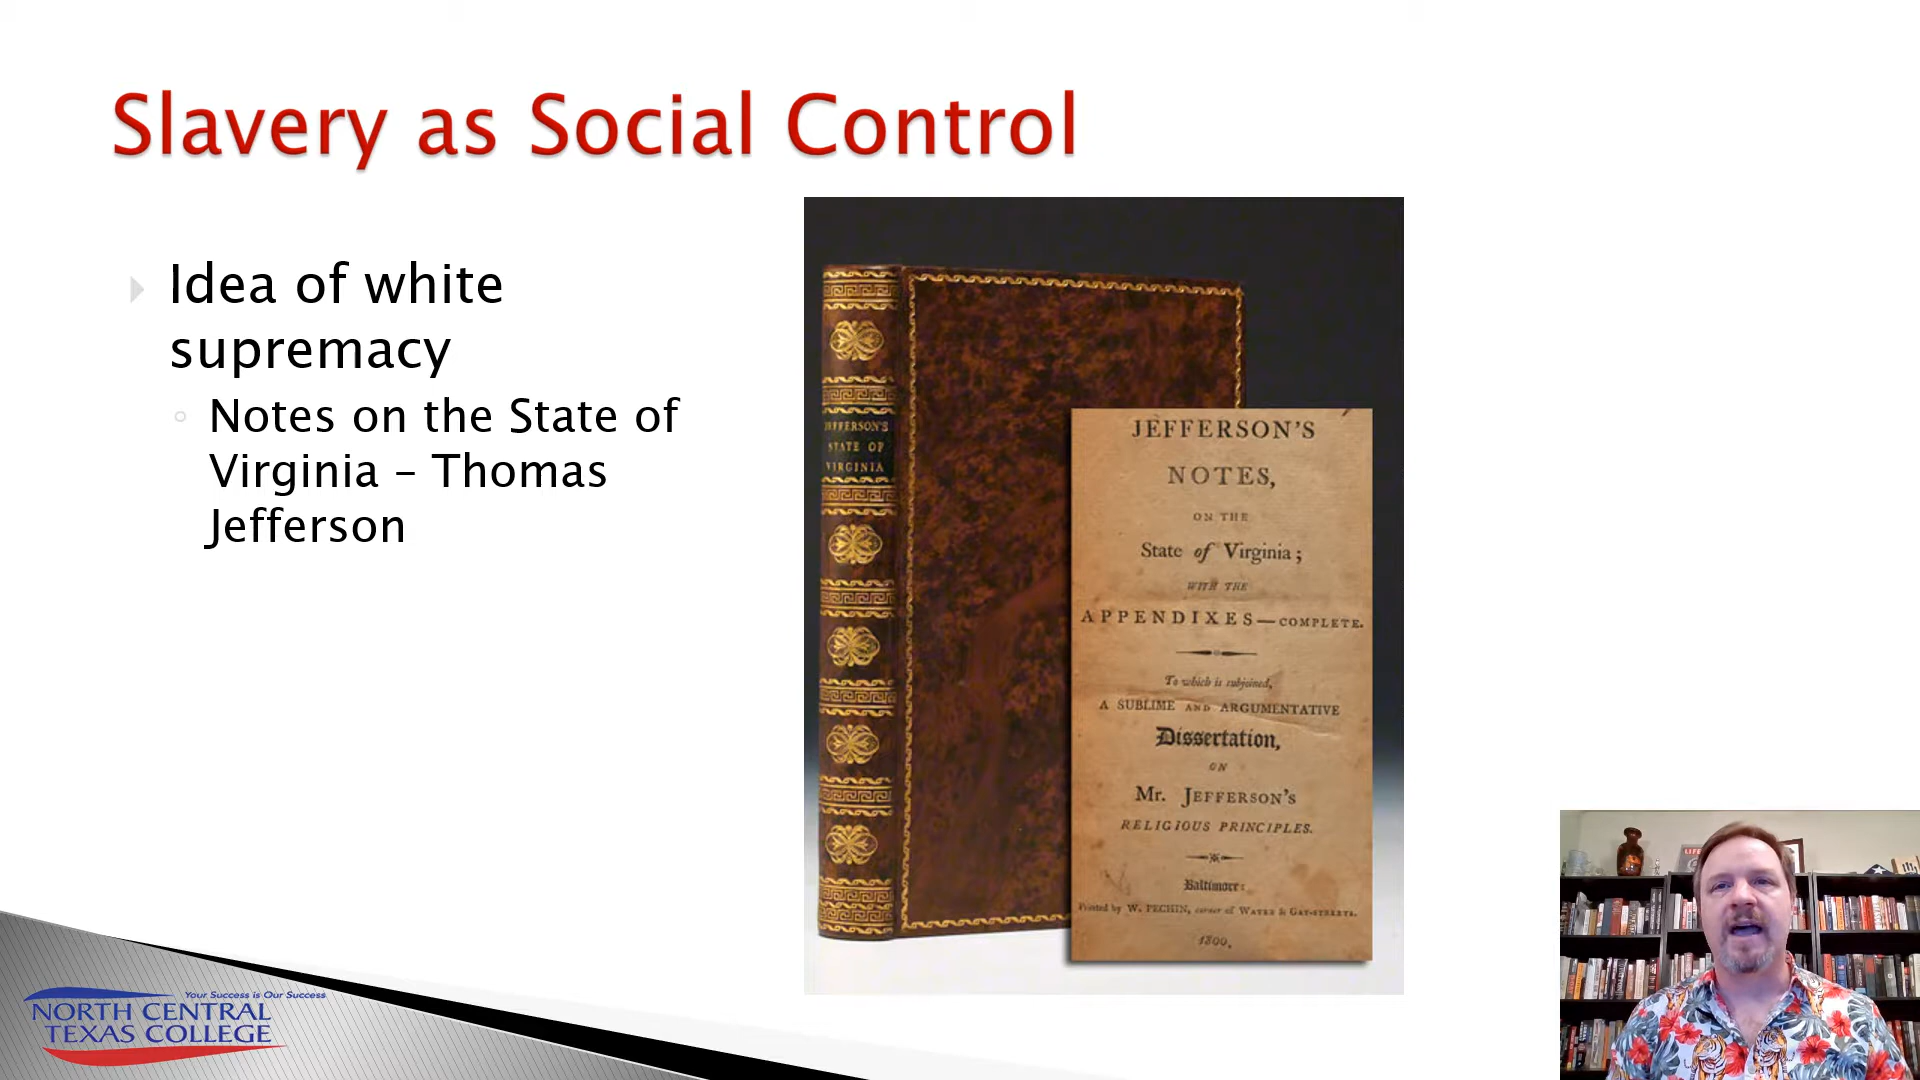 Slavery as Social Control
Idea of white
supremacy
Notes on the State of
Virginia – Thomas
Jefferson
JEFFERSON'S
STATE OF
VIRGINIA
JEFFERSON'S
NOTES,
ON THE
State of Virginia;
WITH THE
APPENDIXES—COMPLETE.
To which is subjoined,
A SUBLIME AND ARGUMENTATIVE
Dissertation,
ON
Mr. JEFFERSON'S
RELIGIOUS PRINCIPLES.
Baltimore:
Printed by W. PECHIN, corner of WATER & GAY-STREETS.
1800.
Your Success is Our Success
NORTH CENTRAL
TEXAS COLLEGE
LIFE